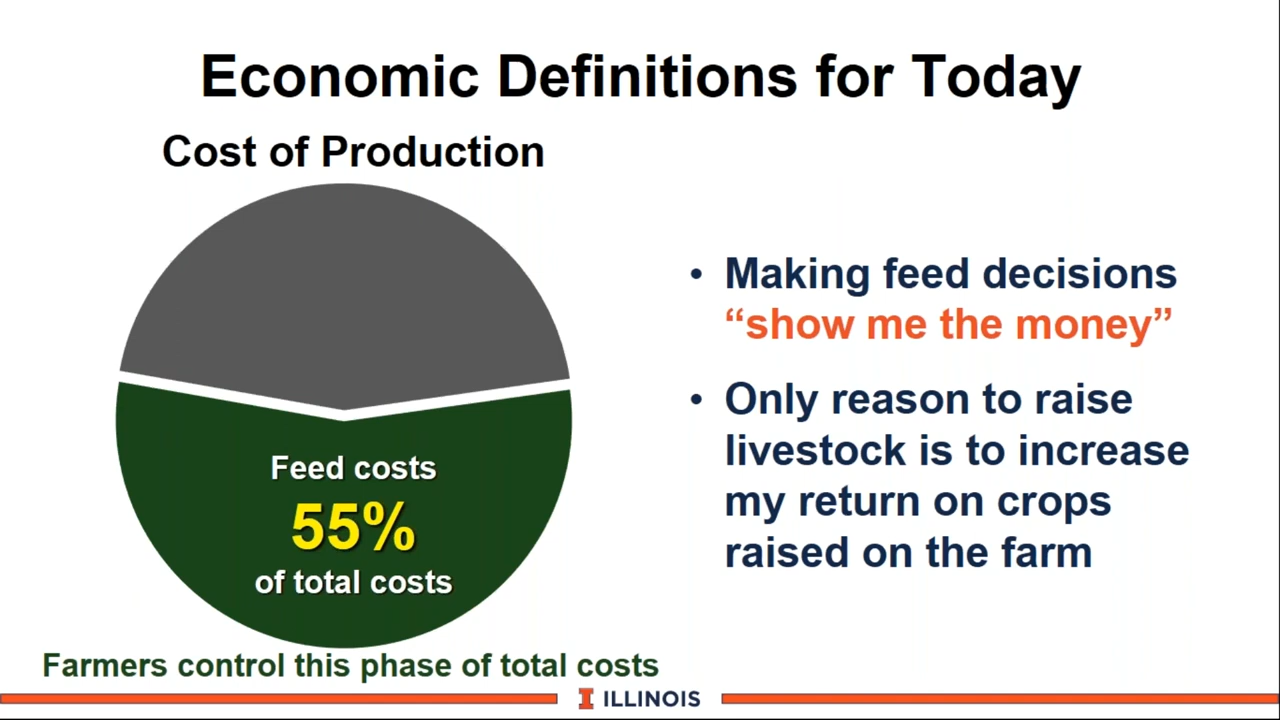 Economic Definitions for Today
Cost of Production
Feed costs
55%
of total costs
Farmers control this phase of total costs
• Making feed decisions
“show me the money”
• Only reason to raise
livestock is to increase
my return on crops
raised on the farm
I ILLINOIS